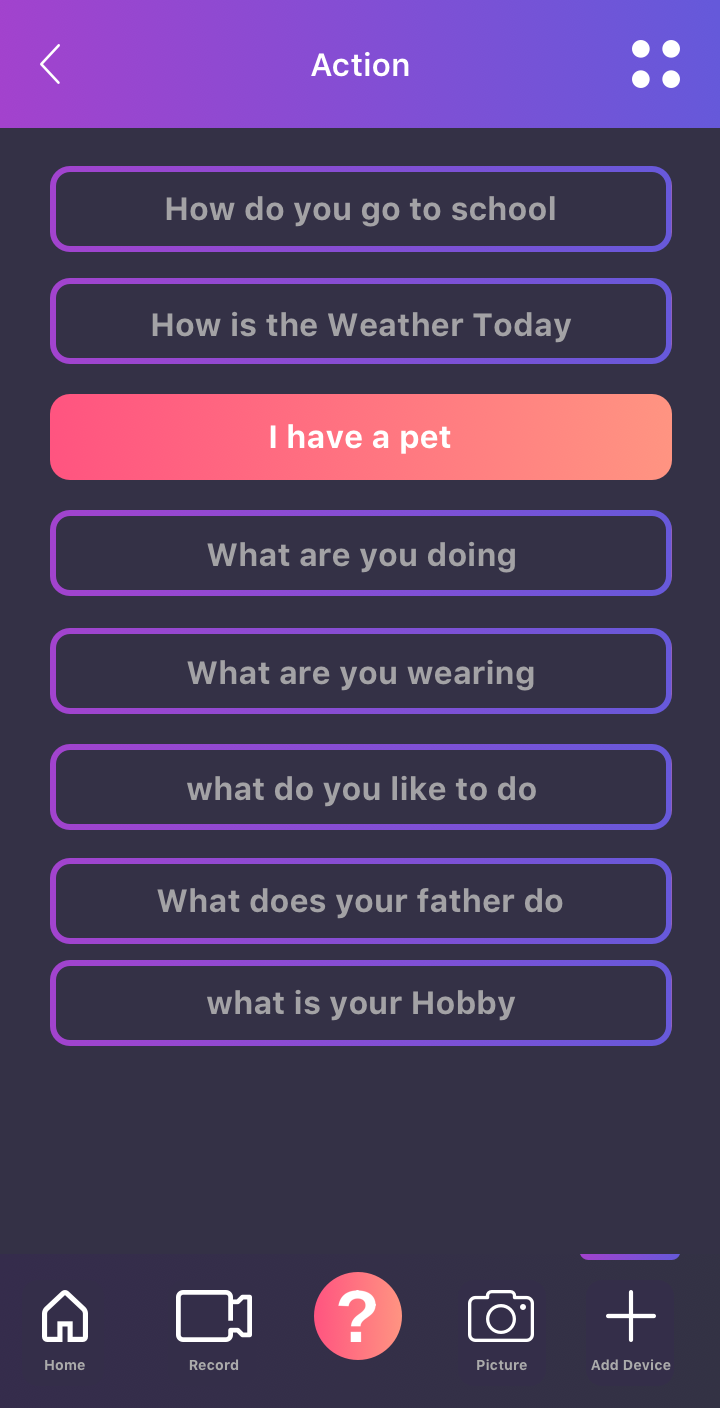 Action
How do you go to school
How is the Weather Today
I have a pet
What are you doing
What are you wearing
what do you like to do
What does your father do
what is your Hobby
?
Home
Record
Picture
Add Device